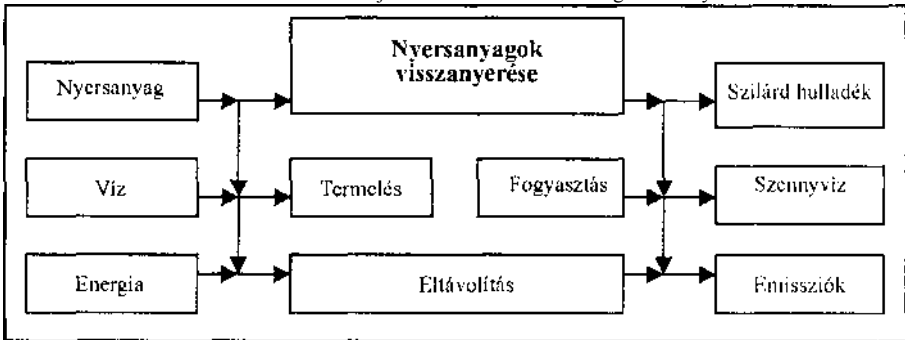 Nyersanyagok
visszanyerése
Nyersanyag
Szilárd hulladék
Víz
Termelés
Fogyasztás
Szennyvíz
Energia
Eltávolítás
Emissziók